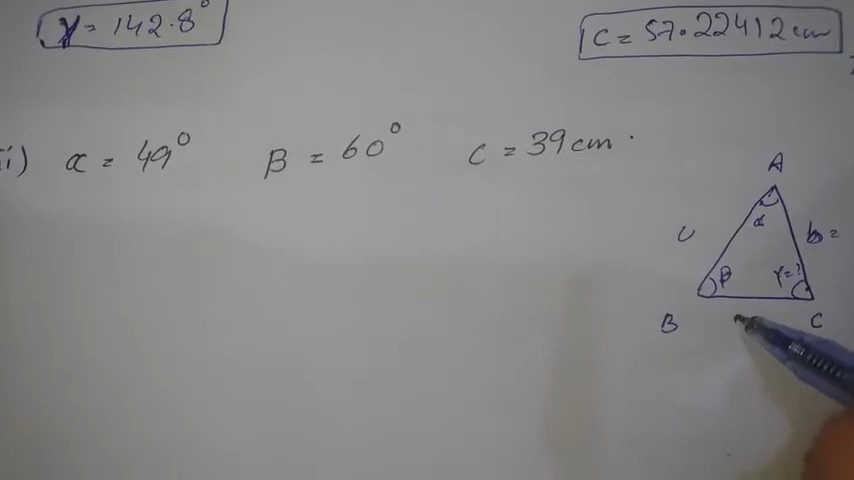 γ = 142.8°
C = 57.22412 cm
ii) α = 49° β = 60° C = 39 cm.
A
α
C b =
β γ = ?
B C